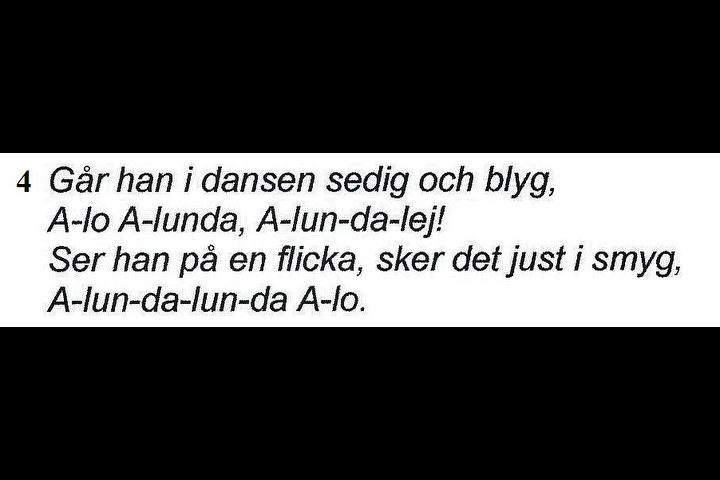 4 Går han i dansen sedig och blyg,
A-lo A-lunda, A-lun-da-lej!
Ser han på en flicka, sker det just i smyg,
A-lun-da-lun-da A-lo.